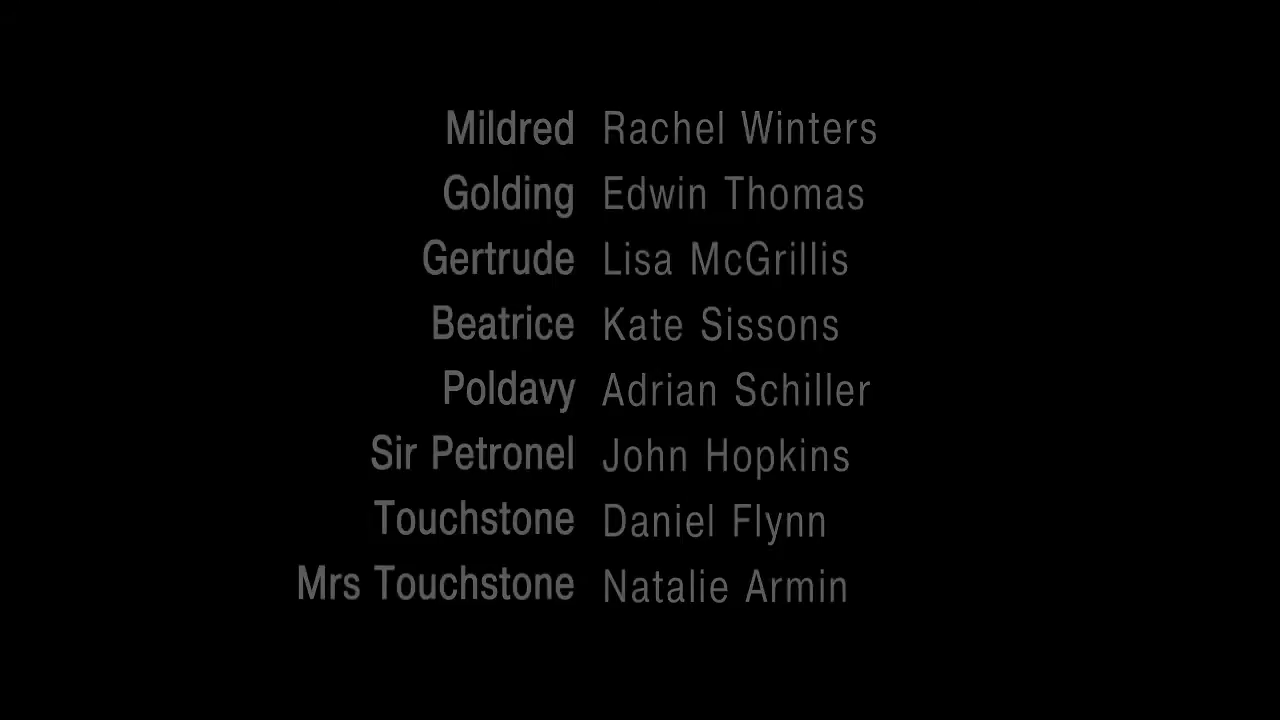 Mildred Rachel Winters
Golding Edwin Thomas
Gertrude Lisa McGrillis
Beatrice Kate Sissons
Poldavy Adrian Schiller
Sir Petronel John Hopkins
Touchstone Daniel Flynn
Mrs Touchstone Natalie Armin